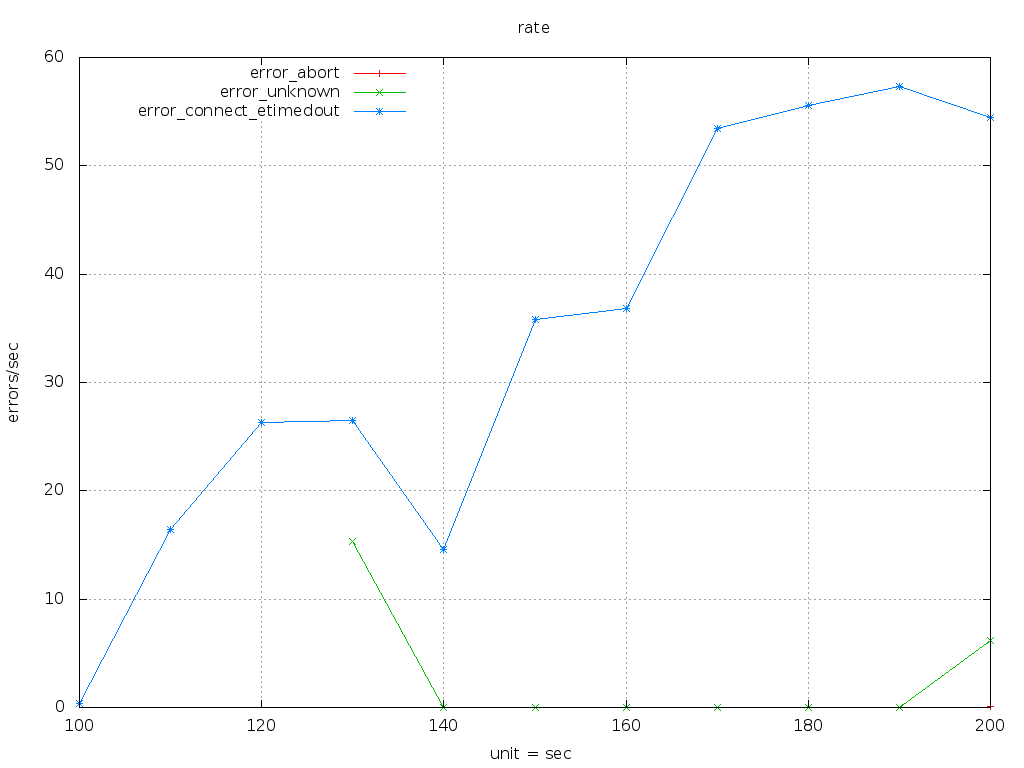 rate
60
50
40
30
20
10
0
errors/sec
error_abort
error_unknown
error_connect_etimedout
100 120 140 160 180 200
unit = sec